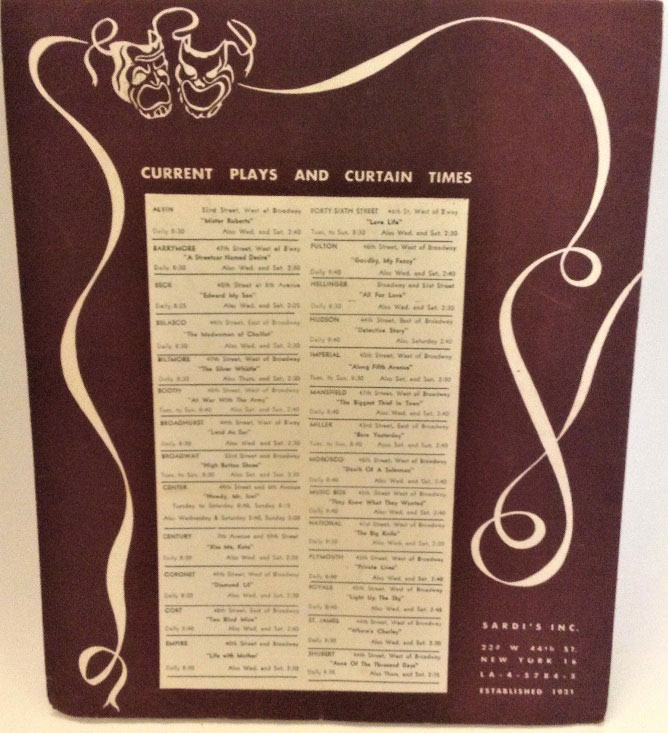 CURRENT PLAYS AND CURTAIN TIMES
ALVIN 52nd Street, West of Broadway
"Mister Roberts"
Daily 8:30 Also Wed. and Sat. 2:40
BARRYMORE 47th Street, West of B'way
"A Streetcar Named Desire"
Daily 8:30 Also Wed. and Sat.
BECK 45th Street at 8th Avenue
"Edward My Son"
Daily 8:35 Also Wed. and Sat. 2:35
BELASCO 44th Street, East of Broadway
"The Madwoman of Chaillot"
Daily 8:30 Also Wed. and Sat. 2:30
BILTMORE 47th Street, West of Broadway
"The Silver Whistle"
Daily 8:30 Also Thurs. and Sat. 2:30
BOOTH 45th Street, West of Broadway
"At War With The Army"
Tues. to Sun. 8:40 Also Sat. and Sun. 2:40
BROADHURST 44th Street, West of B'way
"Lend An Ear"
Daily 8:30 Also Wed. and Sat. 2:30
BROADWAY 53rd Street and Broadway
"High Button Shoes"
Tues. to Sun. 8:30 Also Sat. and Sun. 2:30
CENTER 49th Street and 6th Avenue
"Howdy, Mr. Ice!"
Tuesday to Saturday 8:40, Sunday 8:15
Also Wednesday & Saturday 2:40, Sunday 3:00
CENTURY 7th Avenue and 59th Street
"Kiss Me, Kate"
Daily 8:30 Also Wed. and Sat. 2:30
CORONET 49th Street, West of Broadway
"Diamond Lil"
Daily Also Wed. and Sat.
CORT 48th Street, East of Broadway
"Two Blind Mice"
Daily 8:40 Also Wed. and Sat. 2:40
EMPIRE 40th Street and Broadway
"Life with Mother"
Daily Also Wed. and Sat.
FORTY-SIXTH STREET 46th St. West of B'way
"Love Life"
Tues. to Sun. 8:30 Also Wed. and Sat. 2:30
FULTON 46th Street, West of Broadway
"Goodby, My Fancy"
Daily 8:40 Also Wed. and Sat. 2:40
HELLINGER Broadway and 51st Street
"All For Love"
Daily 8:30 Also Wed. and Sat. 2:30
HUDSON 44th Street, East of Broadway
"Detective Story"
Daily 8:40 Also, Saturday 2:40
IMPERIAL 45th Street, West of Broadway
"Along Fifth Avenue"
Tues. to Sun. 8:30 Also Sat. and Sun. 2:30
MANSFIELD 47th Street, West of Broadway
"The Biggest Thief In Town"
Daily 8:40 Also Wed. and Sat. 2:40
MILLER 43rd Street, East of Broadway
"Born Yesterday"
Tues. to Sun. 8:40 Also Sat. and Sun. 2:40
MOROSCO 45th Street, West of Broadway
"Death Of A Salesman"
Daily 8:40 Also Wed. and Sat. 2:40
MUSIC BOX 45th Street West of Broadway
"They Knew What They Wanted"
Daily 8:40 Also Wed. and Sat. 2:40
NATIONAL 41st Street, West of Broadway
"The Big Knife"
Daily Also Wed. and Sat.
PLYMOUTH 45th Street, West of Broadway
"Private Lives"
Daily 8:40 Also Wed. and Sat. 2:40
ROYALE 45th Street, West of Broadway
"Light Up The Sky"
Daily 8:40 Also Wed. and Sat.
ST. JAMES 44th Street, West of Broadway
"Where's Charley"
Daily 8:30 Also Wed. and Sat. 2:30
SHUBERT 44th Street, West of Broadway
"Anne Of The Thousand Days"
Daily Also Thurs. and Sat.
SARDI'S INC.
W 44th ST.
NEW YORK 16
LA-4-5784-5
ESTABLISHED 1921